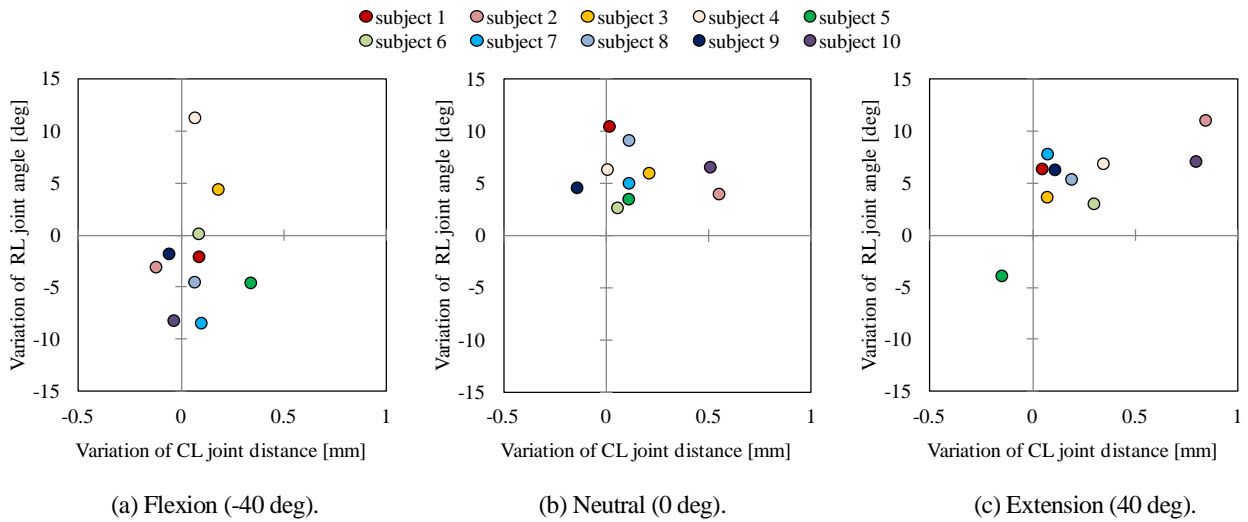 subject 1 subject 2 subject 3 subject 4 subject 5
subject 6 subject 7 subject 8 subject 9 subject 10
Variation of RL joint angle [deg]
15
10
5
0
-5
-10
-15
-0.5 0 0.5 1
Variation of CL joint distance [mm]
(a) Flexion (-40 deg).
Variation of RL joint angle [deg]
15
10
5
0
-5
-10
-15
-0.5 0 0.5 1
Variation of CL joint distance [mm]
(b) Neutral (0 deg).
Variation of RL joint angle [deg]
15
10
5
0
-5
-10
-15
-0.5 0 0.5 1
Variation of CL joint distance [mm]
(c) Extension (40 deg).